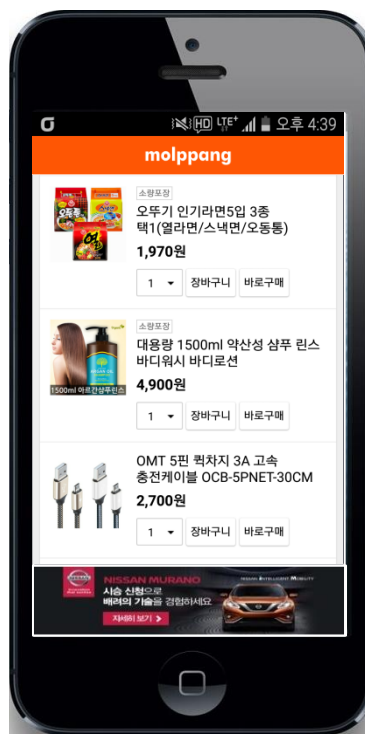 HD LTE+ 오후 4:39
molppang
소량포장
오뚜기 인기라면5입 3종
택1(열라면/스낵면/오동통)
1,970원
1 장바구니 바로구매
소량포장
대용량 1500ml 약산성 샴푸 린스
바디워시 바디로션
4,900원
1500ml 아르간샴푸린스
1 장바구니 바로구매
OMT 5핀 퀵차지 3A 고속
충전케이블 OCB-5PNET-30CM
2,700원
1 장바구니 바로구매
NISSAN MURANO
NISSAN INTELLIGENT MOBILITY
시승 신청으로
배려의 기술을 경험하세요
자세히 보기